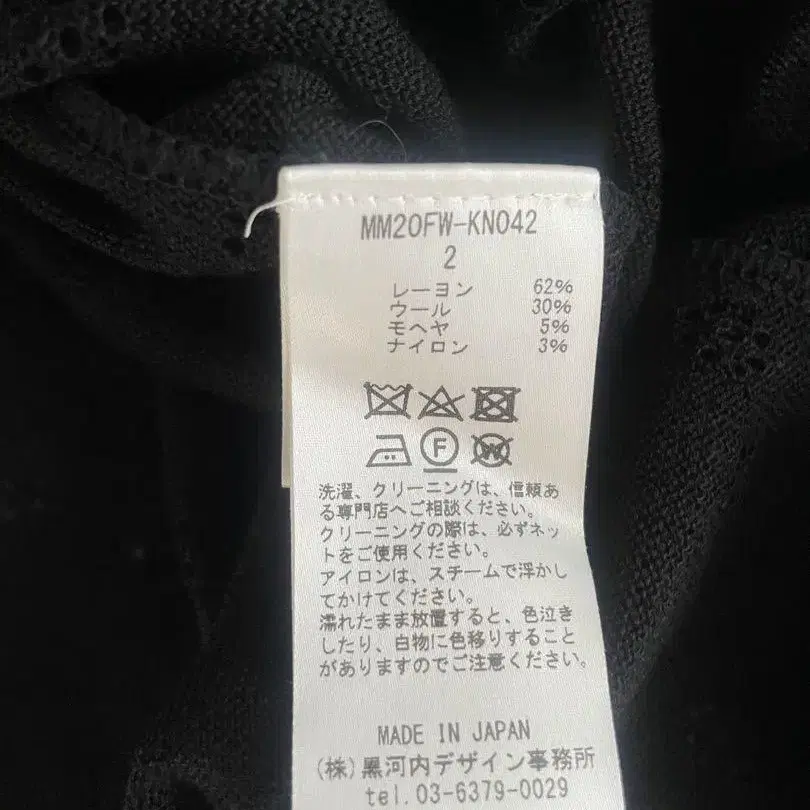 MM20FW-KN042
2
レーヨン 62%
ウール 30%
モヘヤ 5%
ナイロン 3%
F W
洗濯、クリーニングは、信頼あ
る専門店へご相談ください。
クリーニングの際は、必ずネッ
トをご使用ください。
アイロンは、スチームで浮かし
てかけてください。
濡れたまま放置すると、色泣き
したり、白物に色移りすること
がありますのでご注意ください。
MADE IN JAPAN
(株)黒河内デザイン事務所
tel.03-6379-0029